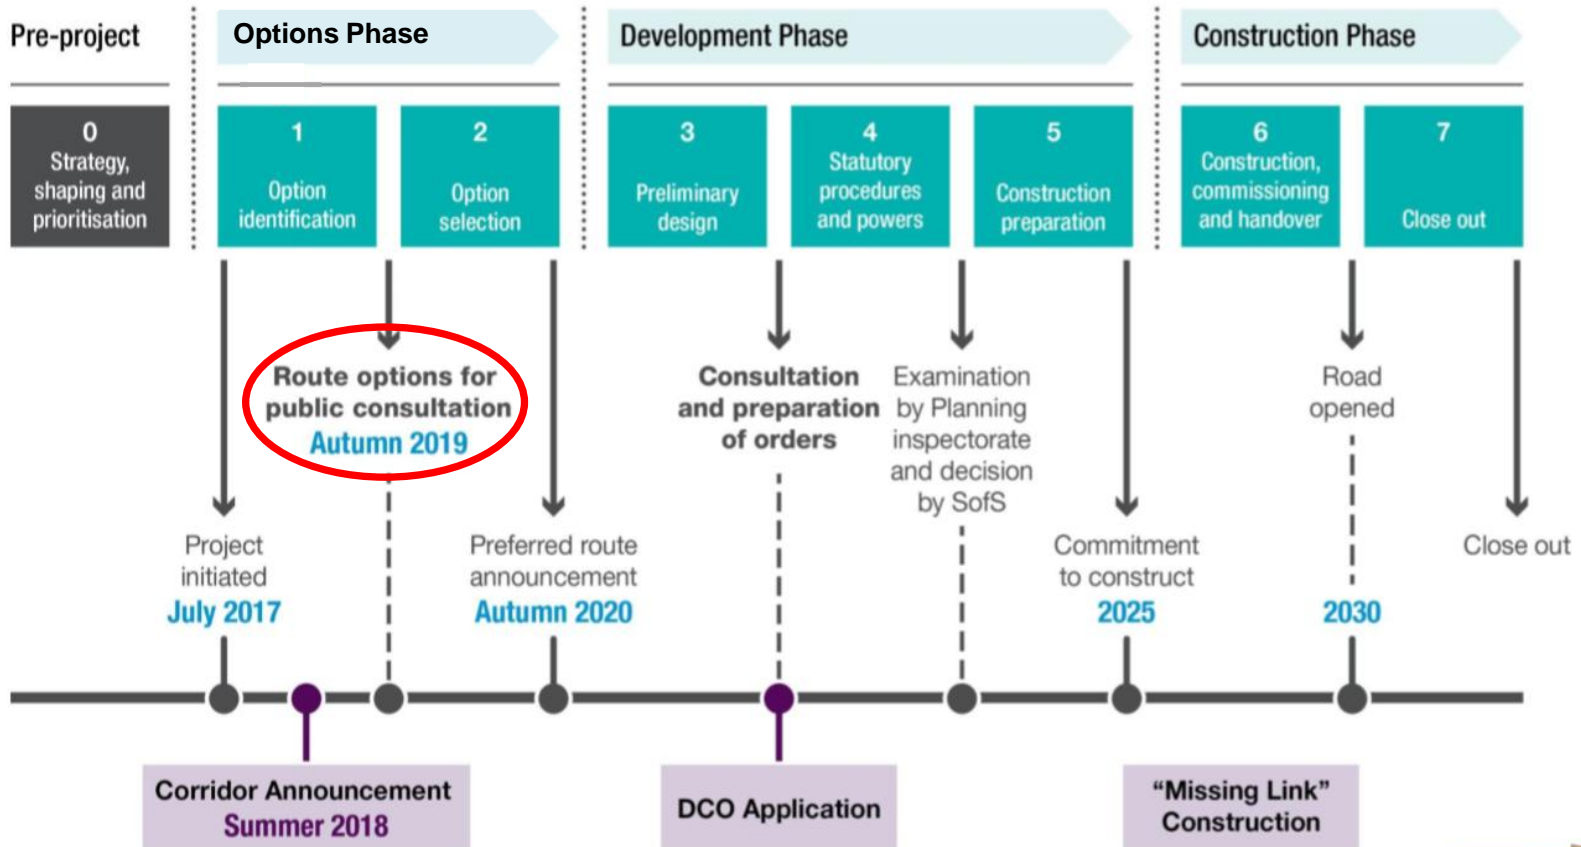 Pre-project
Options Phase
Development Phase
Construction Phase
0
Strategy,
shaping and
prioritisation
1
Option
identification
2
Option
selection
3
Preliminary
design
4
Statutory
procedures
and powers
5
Construction
preparation
6
Construction,
commissioning
and handover
7
Close out
Route options for
public consultation
Autumn 2019
Consultation
and preparation
of orders
Examination
by Planning
inspectorate
and decision
by SofS
Road
opened
Project
initiated
July 2017
Preferred route
announcement
Autumn 2020
Commitment
to construct
2025
2030
Close out
Corridor Announcement
Summer 2018
DCO Application
“Missing Link”
Construction